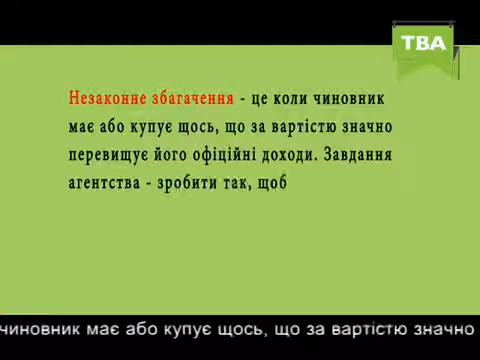 ТВА
Незаконне збагачення - це коли чиновник
має або купує щось, що за вартістю значно
перевищує його офіційні доходи. Завдання
агентства - зробити так, щоб
чиновник має або купує щось, що за вартістю значно